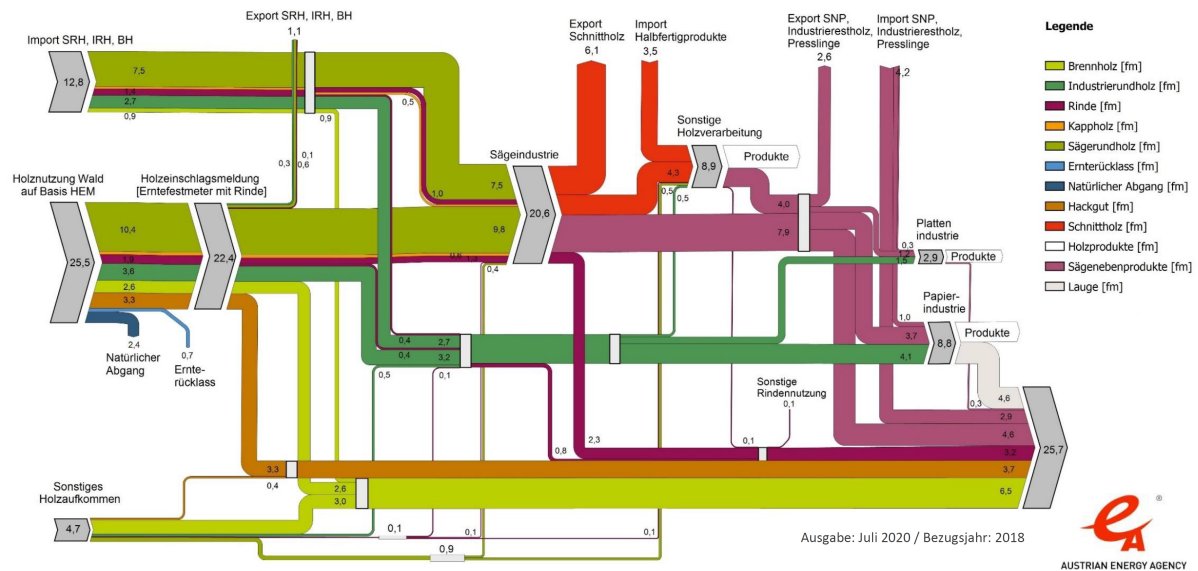 Export SRH, IRH, BH
1,1
Import SRH, IRH, BH
12,8
7,5
1,4
2,7
0,9
0,9
0,5
0,3
0,1
0,6
Export
Schnittholz
6,1
Import
Halbfertigprodukte
3,5
Export SNP,
Industrierestholz,
Presslinge
2,6
Import SNP,
Industrierestholz,
Presslinge
4,2
Sonstige
Holzverarbeitung
8,9
Produkte
4,3
0,5
0,5
4,0
7,9
Sägeindustrie
20,6
7,5
1,0
9,8
0,4
Holznutzung Wald
auf Basis HEM
25,5
10,4
1,9
3,6
2,6
3,3
Holzeinschlagsmeldung
[Erntefestmeter mit Rinde]
22,4
Natürlicher
Abgang
2,4
Ernte-
rücklass
0,7
0,4
2,7
0,4
3,2
0,5
0,1
Platten
industrie
0,3
1,2
1,5
2,9
Produkte
Papier-
industrie
1,0
3,7
4,1
8,8
Produkte
Sonstige
Rindennutzung
0,1
0,1
0,8
2,3
0,3
4,6
2,9
4,6
3,2
3,7
6,5
25,7
3,3
0,4
2,6
3,0
Sonstiges
Holzaufkommen
4,7
0,1
0,1
0,1
0,1
0,9
Legende
Brennholz [fm]
Industrierundholz [fm]
Rinde [fm]
Kappholz [fm]
Sägerundholz [fm]
Ernterücklass [fm]
Natürlicher Abgang [fm]
Hackgut [fm]
Schnittholz [fm]
Holzprodukte [fm]
Sägenebenprodukte [fm]
Lauge [fm]
Ausgabe: Juli 2020 / Bezugsjahr: 2018
®
AUSTRIAN ENERGY AGENCY